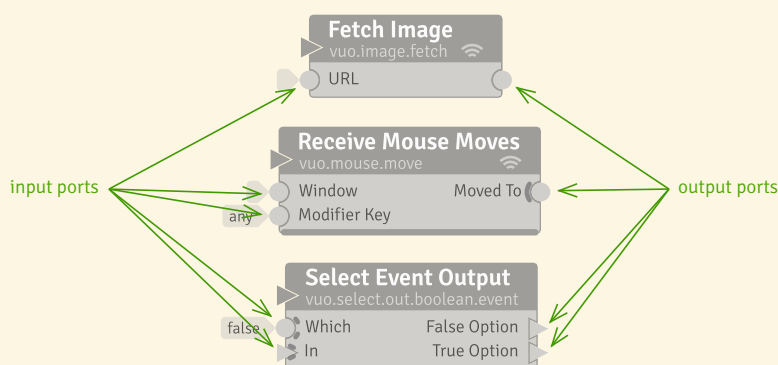 Fetch Image
vuo.image.fetch
URL
Receive Mouse Moves
vuo.mouse.move
input ports
Window
Moved To
output ports
any
Modifier Key
Select Event Output
vuo.select.out.boolean.event
false
Which
False Option
In
True Option